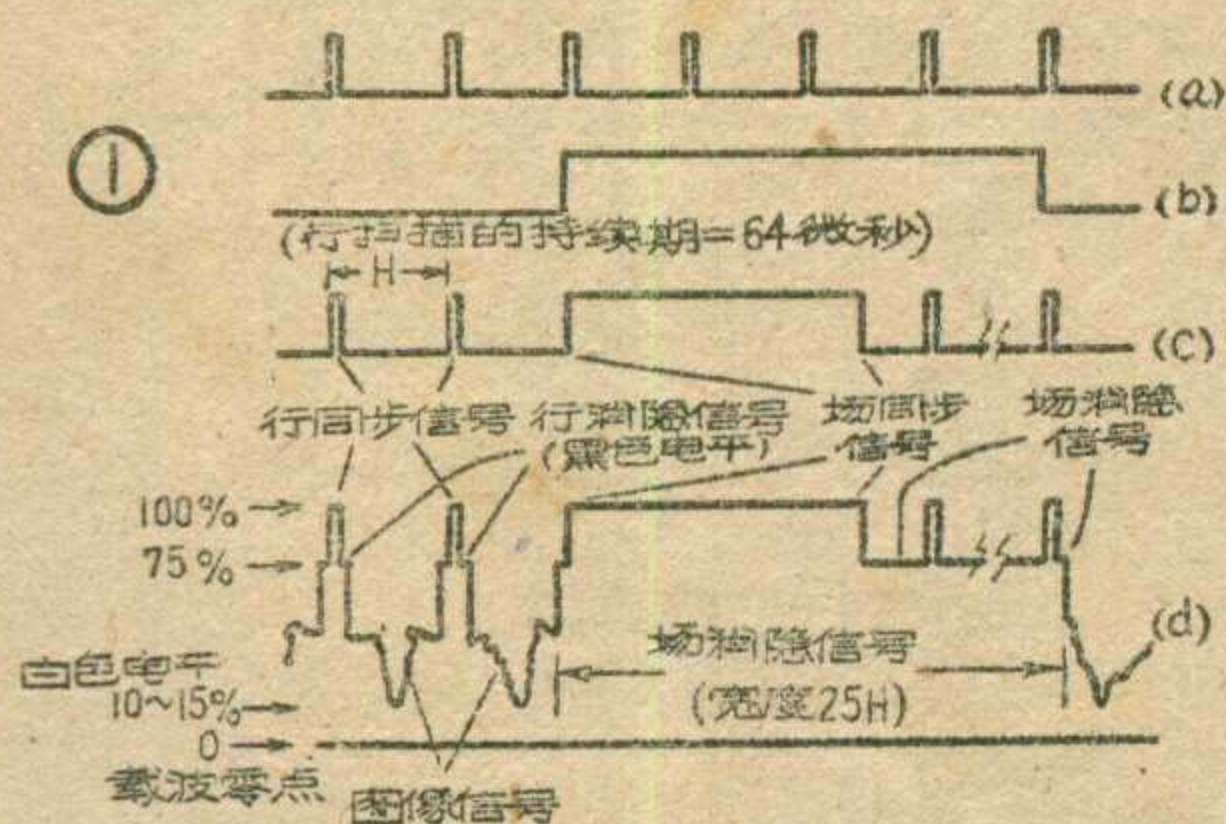 (a)
①
(b)
(行扫描的持续期=64微秒)
H
(c)
行同步信号
行消隐信号
(黑色电平)
场同步
信号
场消隐
信号
100%
75%
(d)
场消隐信号
(宽度25H)
白色电平
10~15%
0
载波零点
图像信号